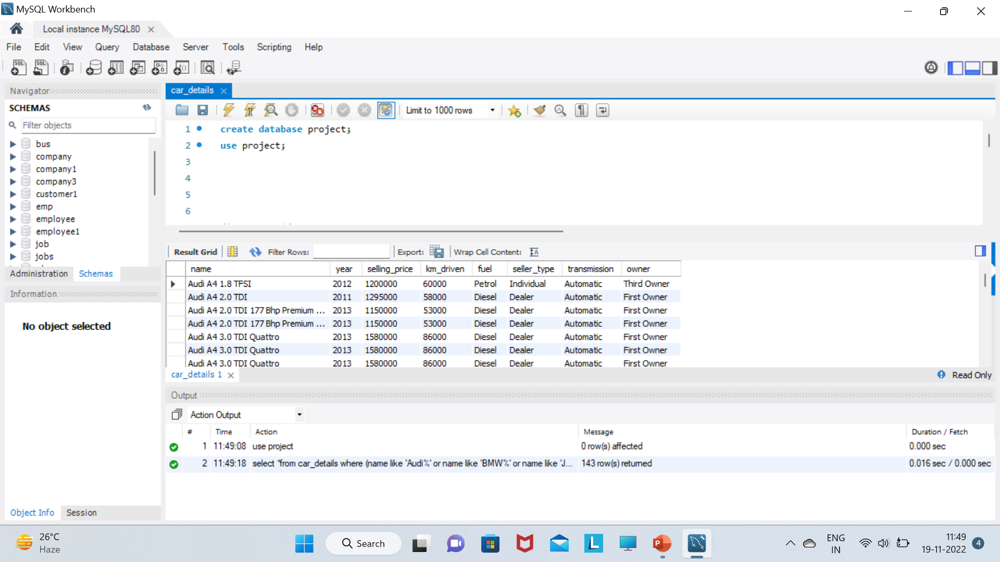 MySQL Workbench
Local instance MySQL80
File Edit View Query Database Server Tools Scripting Help
Navigator
SCHEMAS
Filter objects
bus
company
company1
company3
customer1
emp
employee
employee1
job
jobs
Administration Schemas
Information
No object selected
Object Info Session
car_details
Limit to 1000 rows
1 create database project;
2 use project;
3
4
5
6
Result Grid Filter Rows: Export: Wrap Cell Content:
name year selling_price km_driven fuel seller_type transmission owner
Audi A4 1.8 TFSI 2012 1200000 60000 Petrol Individual Automatic Third Owner
Audi A4 2.0 TDI 2011 1295000 58000 Diesel Dealer Automatic First Owner
Audi A4 2.0 TDI 177 Bhp Premium ... 2013 1150000 53000 Diesel Dealer Automatic First Owner
Audi A4 2.0 TDI 177 Bhp Premium ... 2013 1150000 53000 Diesel Dealer Automatic First Owner
Audi A4 3.0 TDI Quattro 2013 1580000 86000 Diesel Dealer Automatic First Owner
Audi A4 3.0 TDI Quattro 2013 1580000 86000 Diesel Dealer Automatic First Owner
Audi A4 3.0 TDI Quattro 2013 1580000 86000 Diesel Dealer Automatic First Owner
car_details 1
Read Only
Output
Action Output
# Time Action Message Duration / Fetch
1 11:49:08 use project 0 row(s) affected 0.000 sec
2 11:49:18 select *from car_details where (name like 'Audi%' or name like 'BMW%' or name like 'J... 143 row(s) returned 0.016 sec / 0.000 sec
26°C
Haze
Search
ENG
IN
11:49
19-11-2022
4